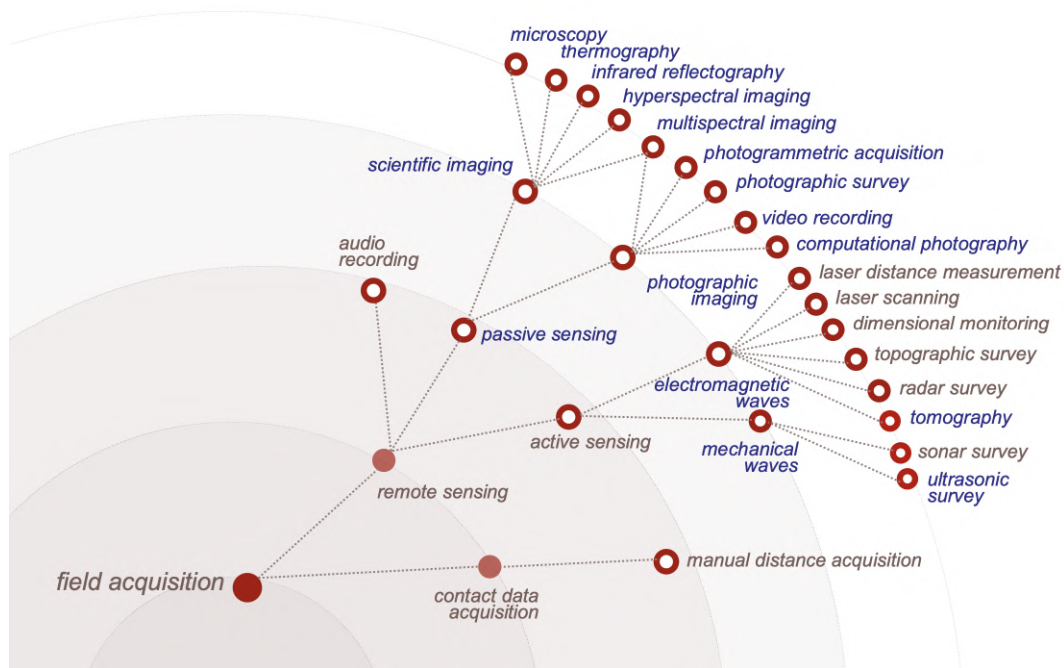 microscopy
thermography
infrared reflectography
hyperspectral imaging
multispectral imaging
scientific imaging
photogrammetric acquisition
photographic survey
video recording
computational photography
audio
recording
photographic
imaging
laser distance measurement
laser scanning
dimensional monitoring
passive sensing
topographic survey
electromagnetic
waves
radar survey
tomography
active sensing
mechanical
waves
sonar survey
ultrasonic
survey
remote sensing
manual distance acquisition
field acquisition
contact data
acquisition